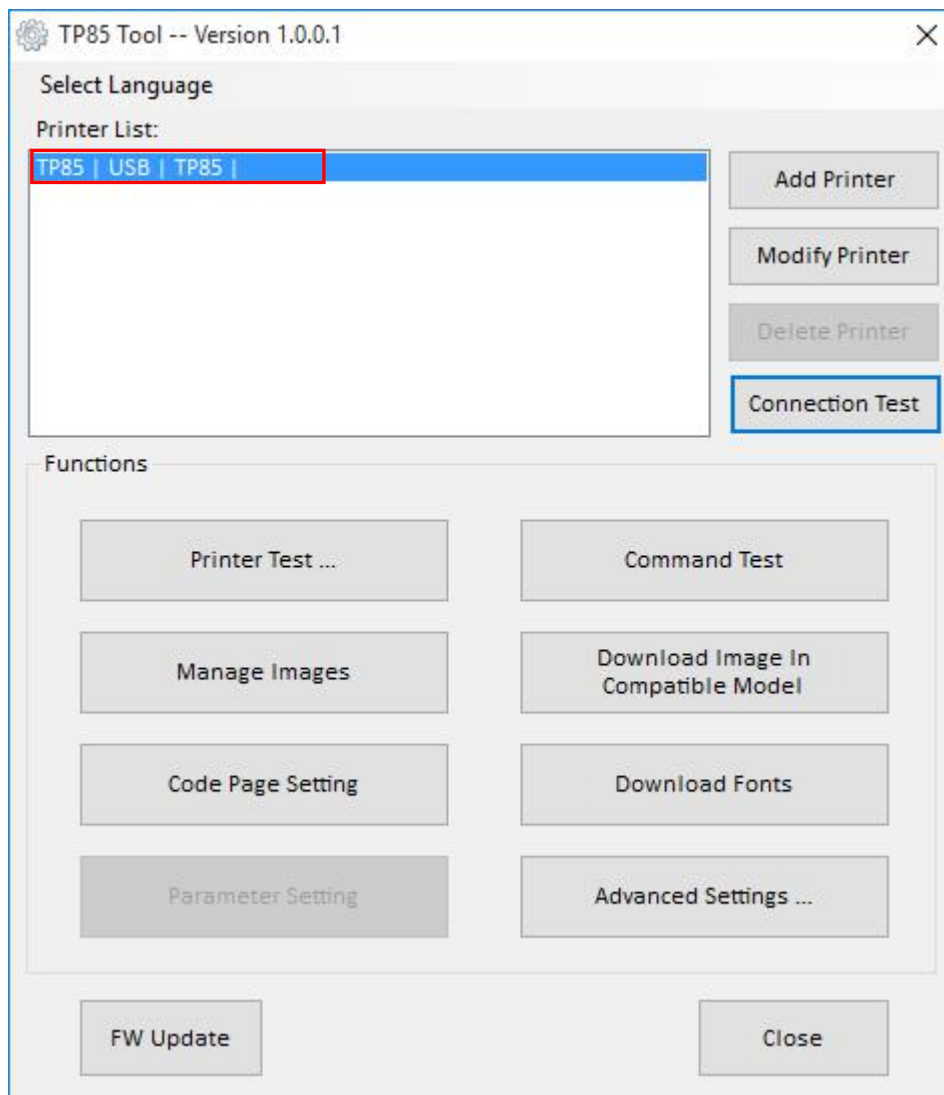 TP85 Tool -- Version 1.0.0.1
Select Language
Printer List:
TP85 | USB | TP85 |
Add Printer
Modify Printer
Delete Printer
Connection Test
Functions
Printer Test ...
Command Test
Manage Images
Download Image In
Compatible Model
Code Page Setting
Download Fonts
Parameter Setting
Advanced Settings ...
FW Update
Close